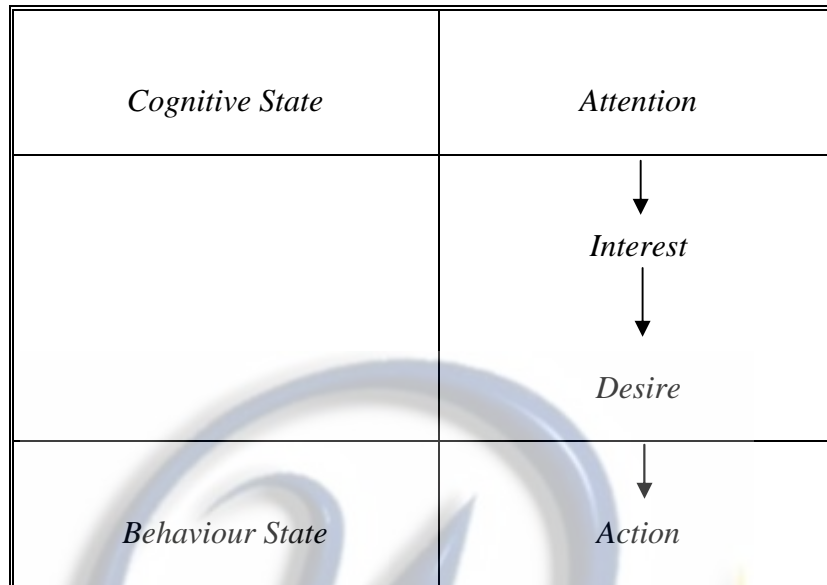 Cognitive State Attention
Interest
Desire
Behaviour State Action